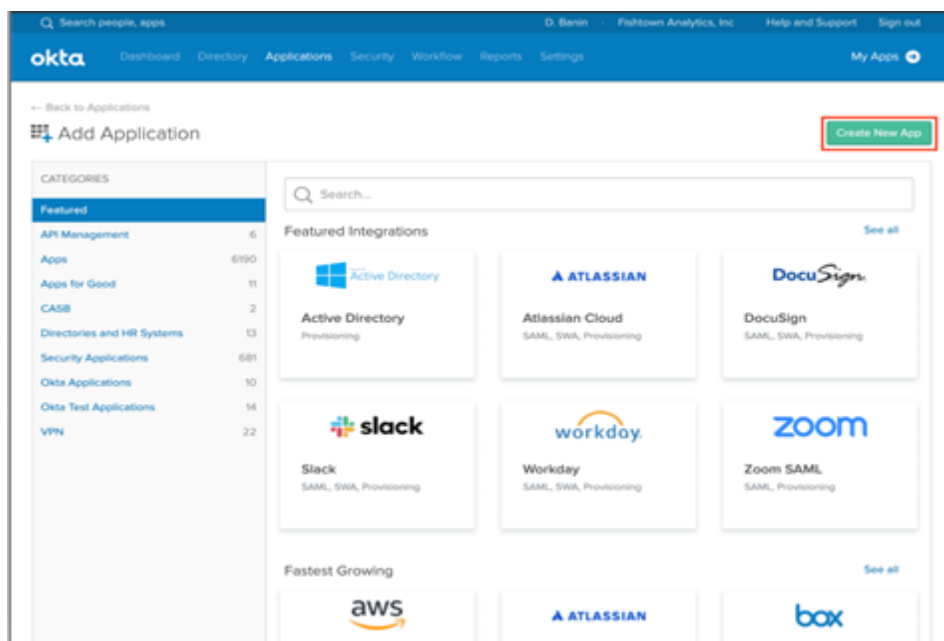 Search people, apps
D. Banin
Fishtown Analytics, Inc
Help and Support
Sign out
okta
Dashboard
Directory
Applications
Security
Workflow
Reports
Settings
My Apps
← Back to Applications
Add Application
Create New App
CATEGORIES
Featured
API Management 6
Apps 6190
Apps for Good 11
CASB 2
Directories and HR Systems 13
Security Applications 681
Okta Applications 10
Okta Test Applications 14
VPN 22
Search...
Featured Integrations
See all
Active Directory
Active Directory
Provisioning
ATLASSIAN
Atlassian Cloud
SAML, SWA, Provisioning
DocuSign
DocuSign
SAML, SWA, Provisioning
slack
Slack
SAML, SWA, Provisioning
workday.
Workday
SAML, SWA, Provisioning
zoom
Zoom SAML
SAML, Provisioning
Fastest Growing
See all
aws
ATLASSIAN
box